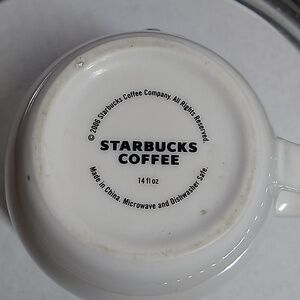 © 2006 Starbucks Coffee Company. All Rights Reserved.
STARBUCKS
COFFEE
14 fl oz
Made in China. Microwave and Dishwasher Safe.